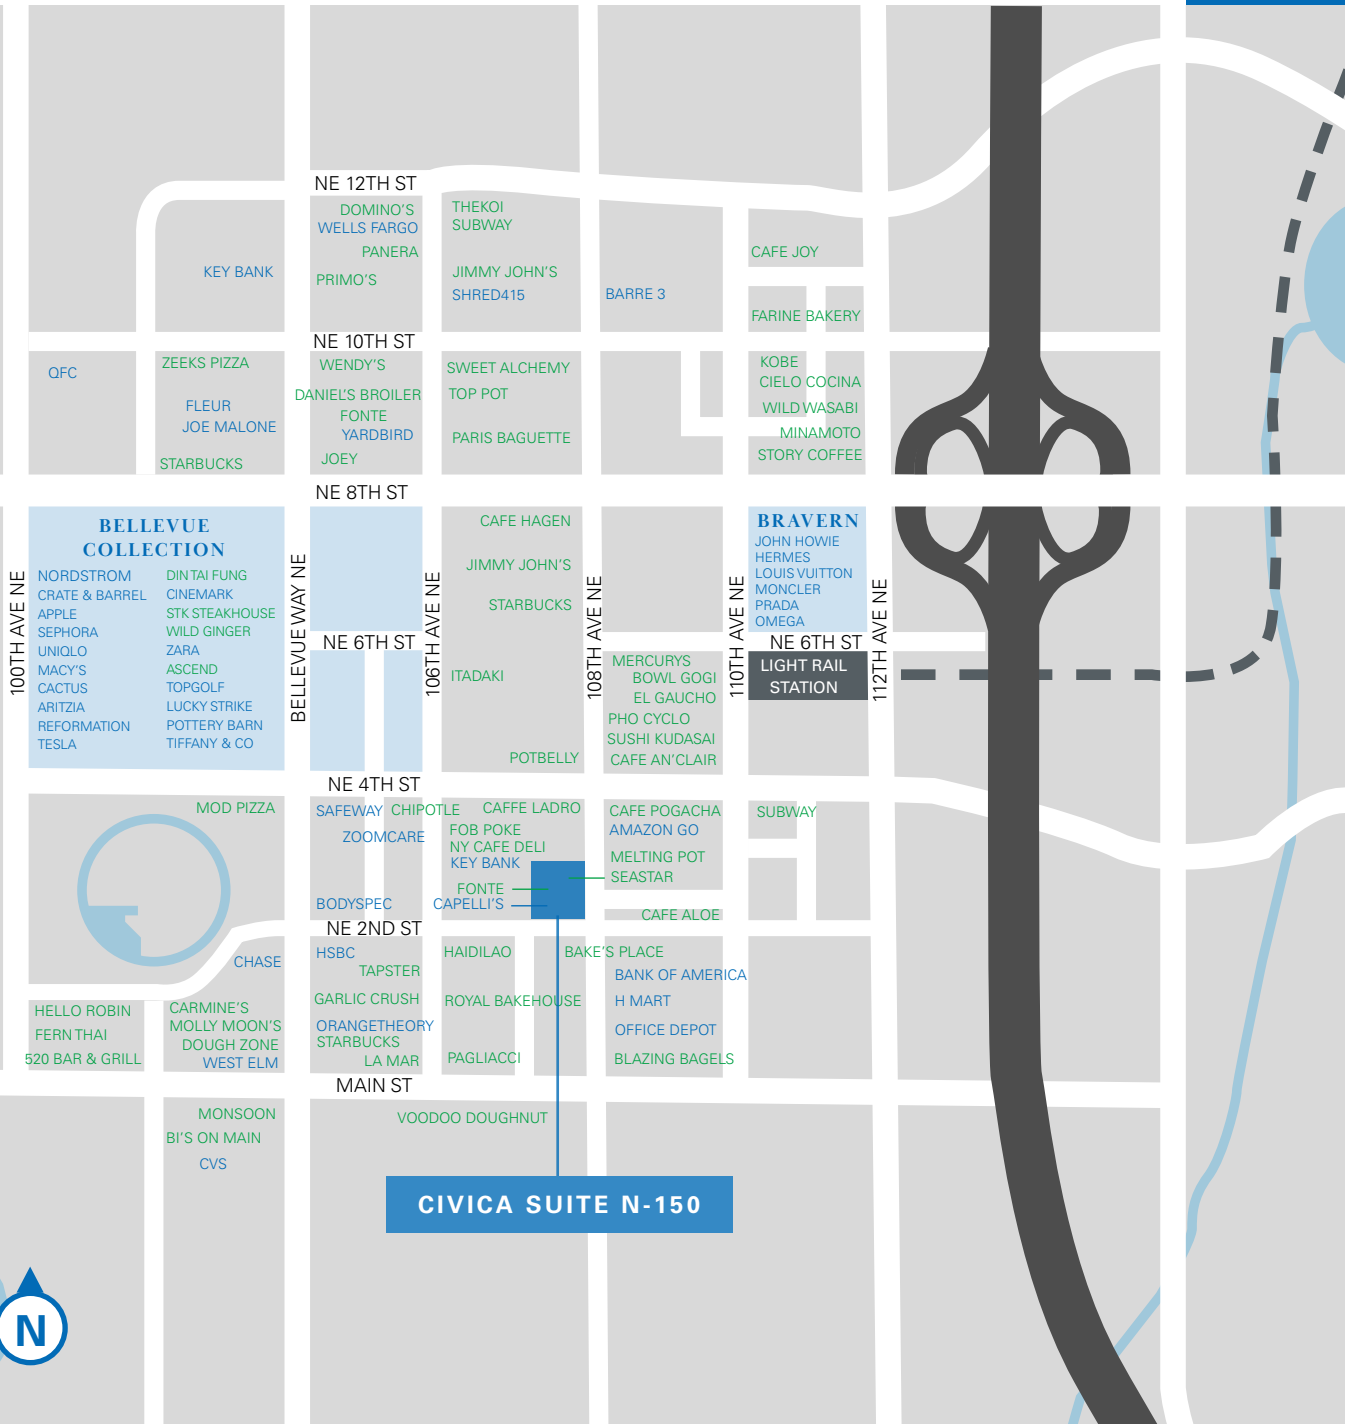 NE 12TH ST
DOMINO'S
WELLS FARGO
PANERA
PRIMO'S
KEY BANK
THEKOI
SUBWAY
JIMMY JOHN'S
SHRED415
BARRE 3
CAFE JOY
FARINE BAKERY
NE 10TH ST
QFC
ZEEKS PIZZA
FLEUR
JOE MALONE
STARBUCKS
WENDY'S
DANIEL'S BROILER
FONTE
YARDBIRD
JOEY
SWEET ALCHEMY
TOP POT
PARIS BAGUETTE
KOBE
CIELO COCINA
WILD WASABI
MINAMOTO
STORY COFFEE
NE 8TH ST
BELLEVUE
COLLECTION
NORDSTROM
CRATE & BARREL
APPLE
SEPHORA
UNIQLO
MACY'S
CACTUS
ARITZIA
REFORMATION
TESLA
DIN TAI FUNG
CINEMARK
STK STEAKHOUSE
WILD GINGER
ZARA
ASCEND
TOPGOLF
LUCKY STRIKE
POTTERY BARN
TIFFANY & CO
100TH AVE NE
BELLEVUE WAY NE
106TH AVE NE
108TH AVE NE
110TH AVE NE
112TH AVE NE
CAFE HAGEN
JIMMY JOHN'S
STARBUCKS
ITADAKI
POTBELLY
BRAVERN
JOHN HOWIE
HERMES
LOUIS VUITTON
MONCLER
PRADA
OMEGA
NE 6TH ST
NE 6TH ST
LIGHT RAIL
STATION
MERCURYS
BOWL GOGI
EL GAUCHO
PHO CYCLO
SUSHI KUDASAI
CAFE AN'CLAIR
NE 4TH ST
MOD PIZZA
SAFEWAY
CHIPOTLE
ZOOMCARE
BODYSPEC
CAFFE LADRO
FOB POKE
NY CAFE DELI
KEY BANK
FONTE
CAPELLI'S
CAFE POGACHA
AMAZON GO
MELTING POT
SEASTAR
CAFE ALOE
SUBWAY
NE 2ND ST
CHASE
HSBC
TAPSTER
GARLIC CRUSH
ORANGETHEORY
STARBUCKS
LA MAR
HAIDILAO
ROYAL BAKEHOUSE
PAGLIACCI
BAKE'S PLACE
BANK OF AMERICA
H MART
OFFICE DEPOT
BLAZING BAGELS
HELLO ROBIN
FERN THAI
520 BAR & GRILL
CARMINE'S
MOLLY MOON'S
DOUGH ZONE
WEST ELM
MAIN ST
MONSOON
BI'S ON MAIN
CVS
VOODOO DOUGHNUT
CIVICA SUITE N-150
N